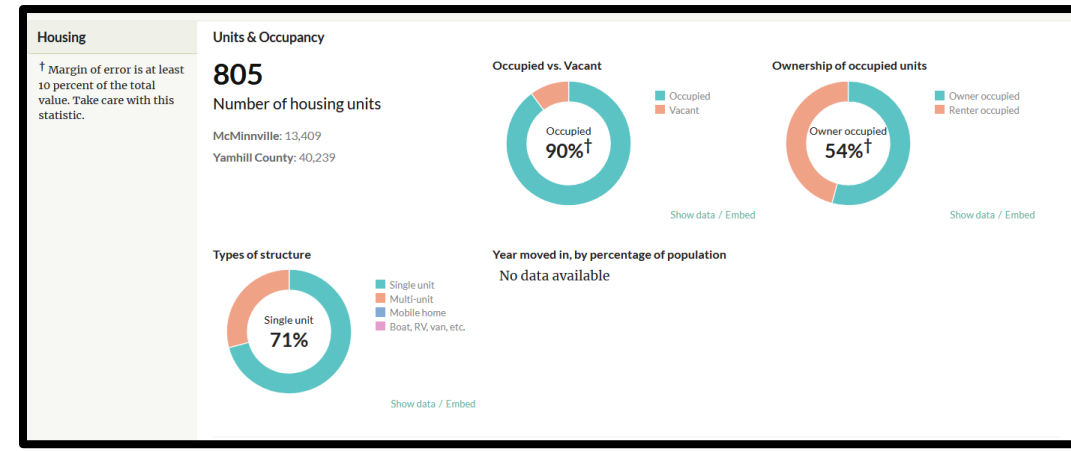 Housing
† Margin of error is at least
10 percent of the total
value. Take care with this
statistic.
Units & Occupancy
805
Number of housing units
McMinnville: 13,409
Yamhill County: 40,239
Occupied vs. Vacant
Occupied
90%†
Occupied
Vacant
Show data / Embed
Ownership of occupied units
Owner occupied
54%†
Owner occupied
Renter occupied
Show data / Embed
Types of structure
Single unit
71%
Single unit
Multi-unit
Mobile home
Boat, RV, van, etc.
Show data / Embed
Year moved in, by percentage of population
No data available